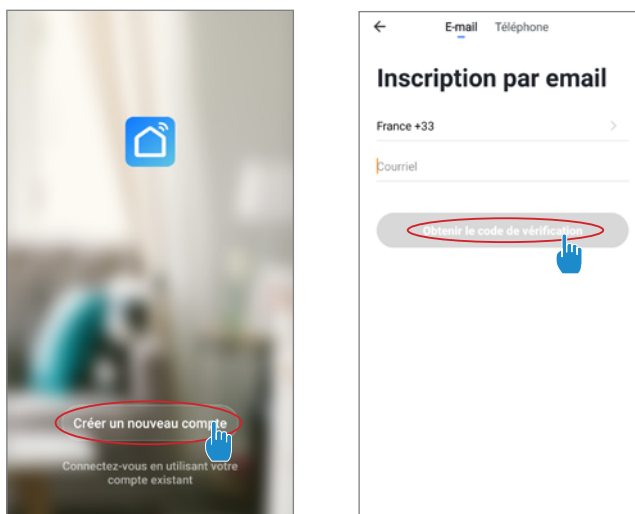 Créer un nouveau compte
Connectez-vous en utilisant votre
compte existant
E-mail Téléphone
Inscription par email
France +33
Courriel
Obtenir le code de vérification